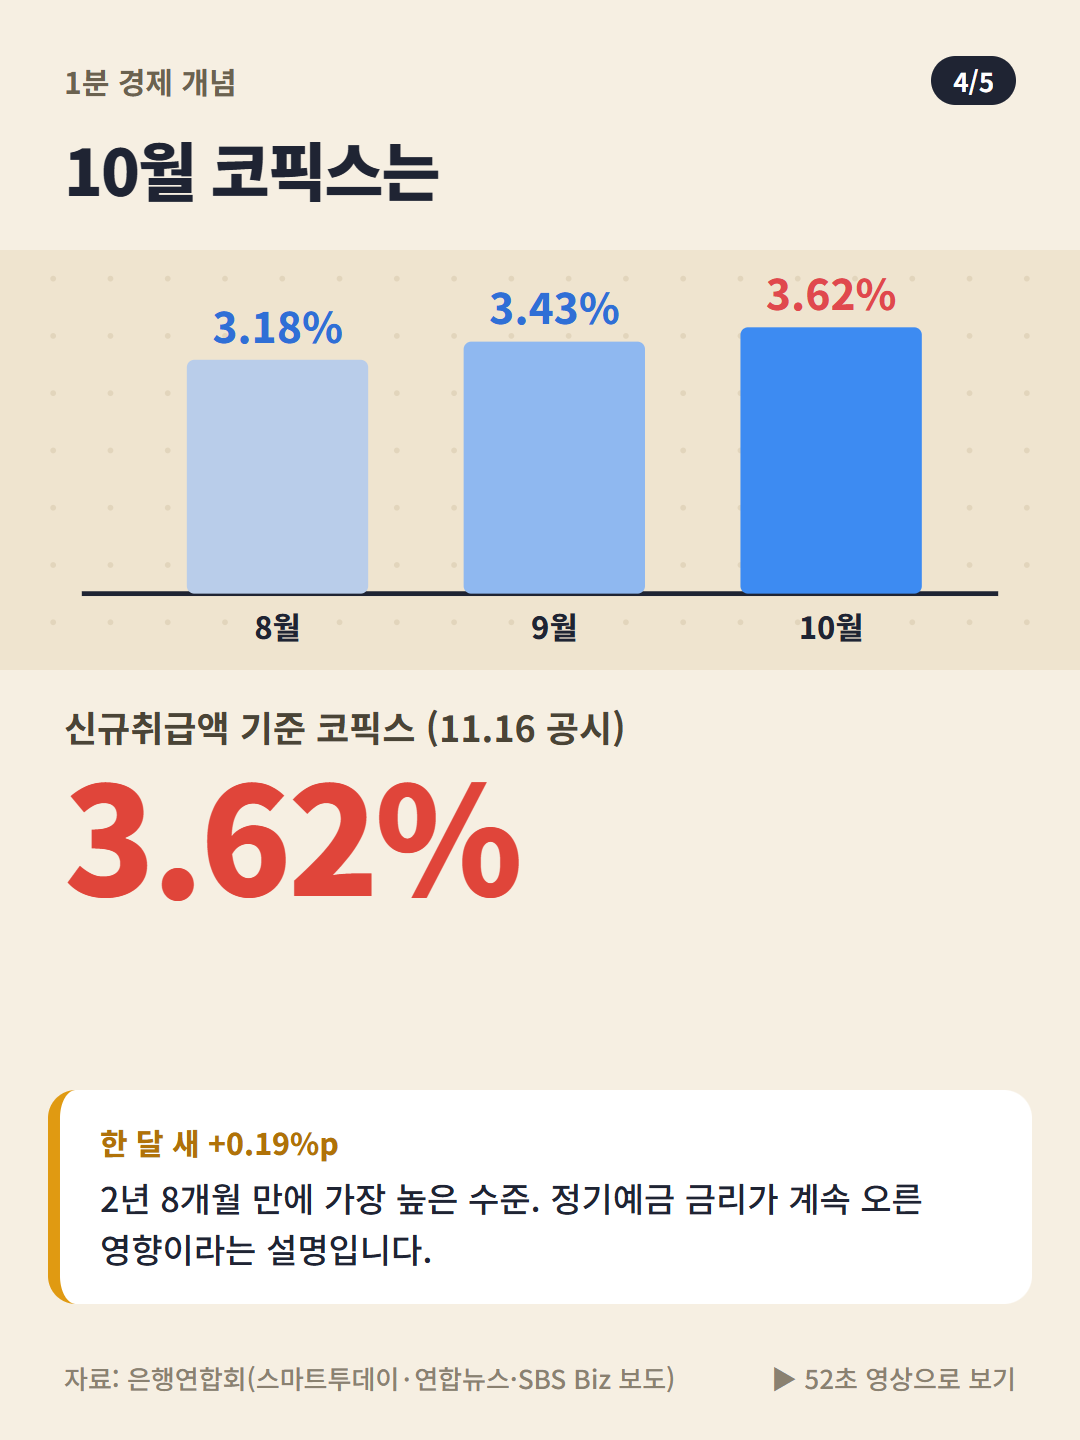 1분 경제 개념
4/5
10월 코픽스는
3.18%
3.43%
3.62%
8월
9월
10월
신규취급액 기준 코픽스 (11.16 공시)
3.62%
한 달 새 +0.19%p
2년 8개월 만에 가장 높은 수준. 정기예금 금리가 계속 오른
영향이라는 설명입니다.
자료: 은행연합회(스마트투데이·연합뉴스·SBS Biz 보도)
▶ 52초 영상으로 보기